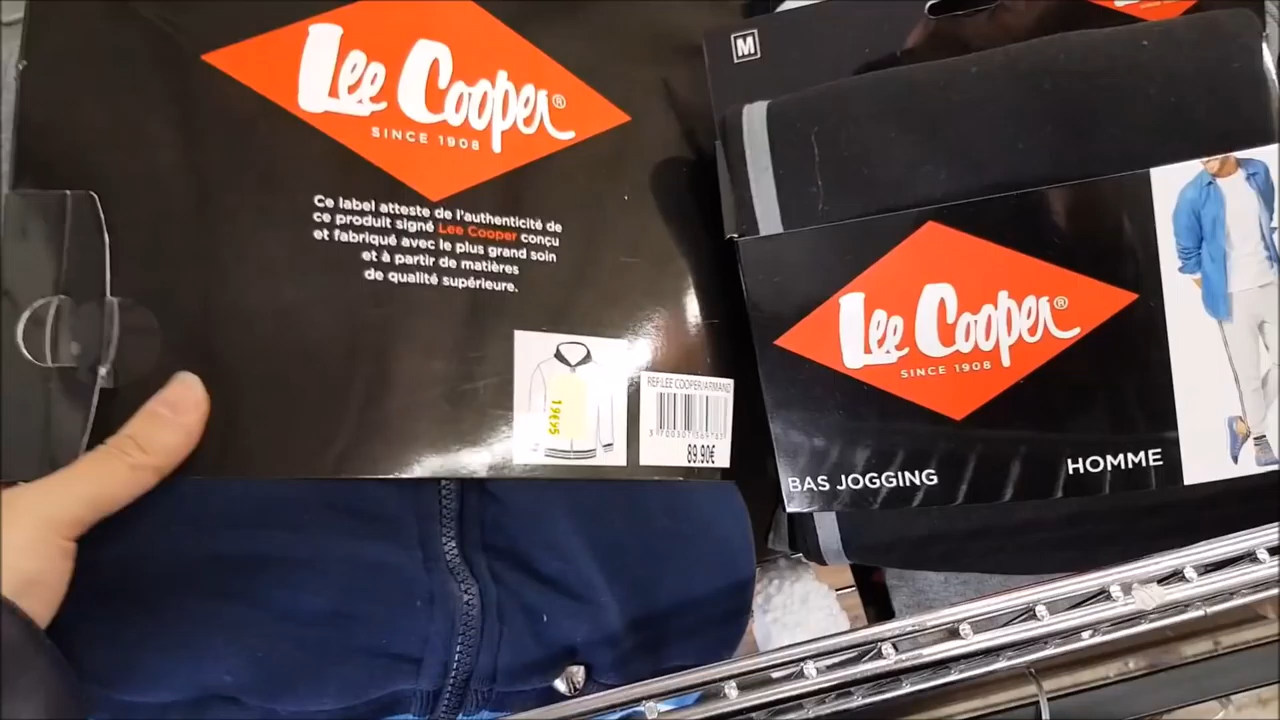 Lee Cooper®
SINCE 1908
Ce label atteste de l'authenticité de
ce produit signé Lee Cooper conçu
et fabriqué avec le plus grand soin
et à partir de matières
de qualité supérieure.
19€95
REF:LEE COOPER/ARMAND
89.90€
M
Lee Cooper®
SINCE 1908
BAS JOGGING
HOMME